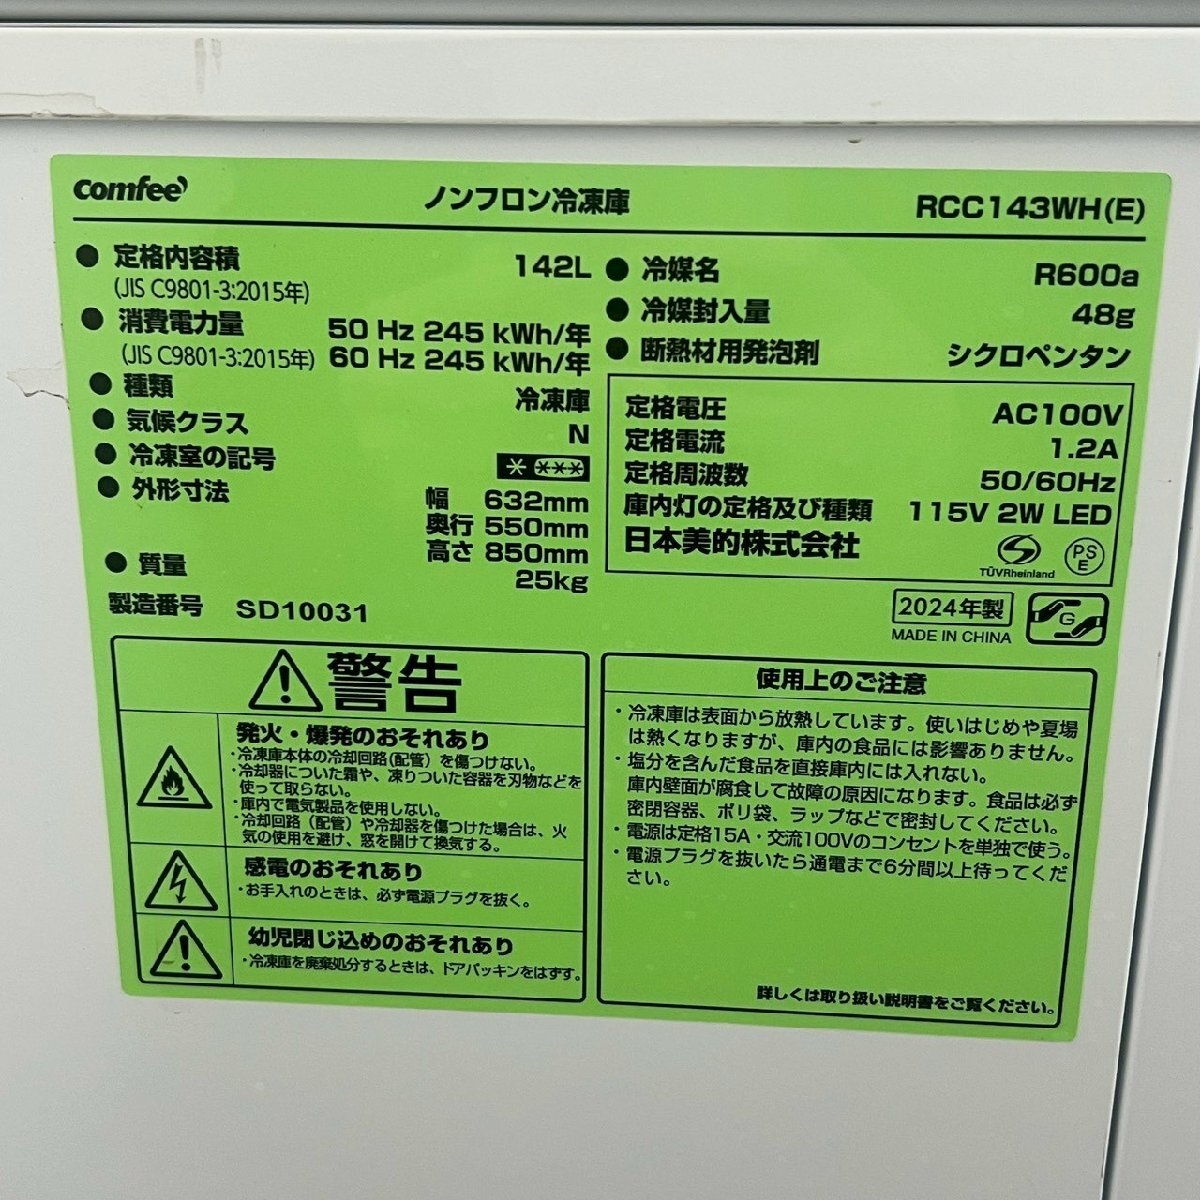 comfee'
ノンフロン冷凍庫
RCC143WH(E)
● 定格内容積 142L
(JIS C9801-3:2015年)
● 消費電力量 50 Hz 245 kWh/年
(JIS C9801-3:2015年) 60 Hz 245 kWh/年
● 種類 冷凍庫
● 気候クラス N
● 冷凍室の記号
● 外形寸法 幅 632mm
奥行 550mm
高さ 850mm
● 質量 25kg
製造番号 SD10031
● 冷媒名 R600a
● 冷媒封入量 48g
● 断熱材用発泡剤 シクロペンタン
定格電圧 AC100V
定格電流 1.2A
定格周波数 50/60Hz
庫内灯の定格及び種類 115V 2W LED
日本美的株式会社
TÜVRheinland
PS
E
2024年製
MADE IN CHINA
G
警告
発火・爆発のおそれあり
・冷凍庫本体の冷却回路(配管)を傷つけない。
・冷却器についた霜や、凍りついた容器を刃物などを
使って取らない。
・庫内で電気製品を使用しない。
・冷却回路(配管)や冷却器を傷つけた場合は、火
気の使用を避け、窓を開けて換気する。
感電のおそれあり
・お手入れのときは、必ず電源プラグを抜く。
幼児閉じ込めのおそれあり
・冷凍庫を廃棄処分するときは、ドアパッキンをはずす。
使用上のご注意
・冷凍庫は表面から放熱しています。使いはじめや夏場
は熱くなりますが、庫内の食品には影響ありません。
・塩分を含んだ食品を直接庫内には入れない。
庫内壁面が腐食して故障の原因になります。食品は必ず
密閉容器、ポリ袋、ラップなどで密封してください。
・電源は定格15A・交流100Vのコンセントを単独で使う。
・電源プラグを抜いたら通電まで6分間以上待ってくだ
さい。
詳しくは取り扱い説明書をご覧ください。